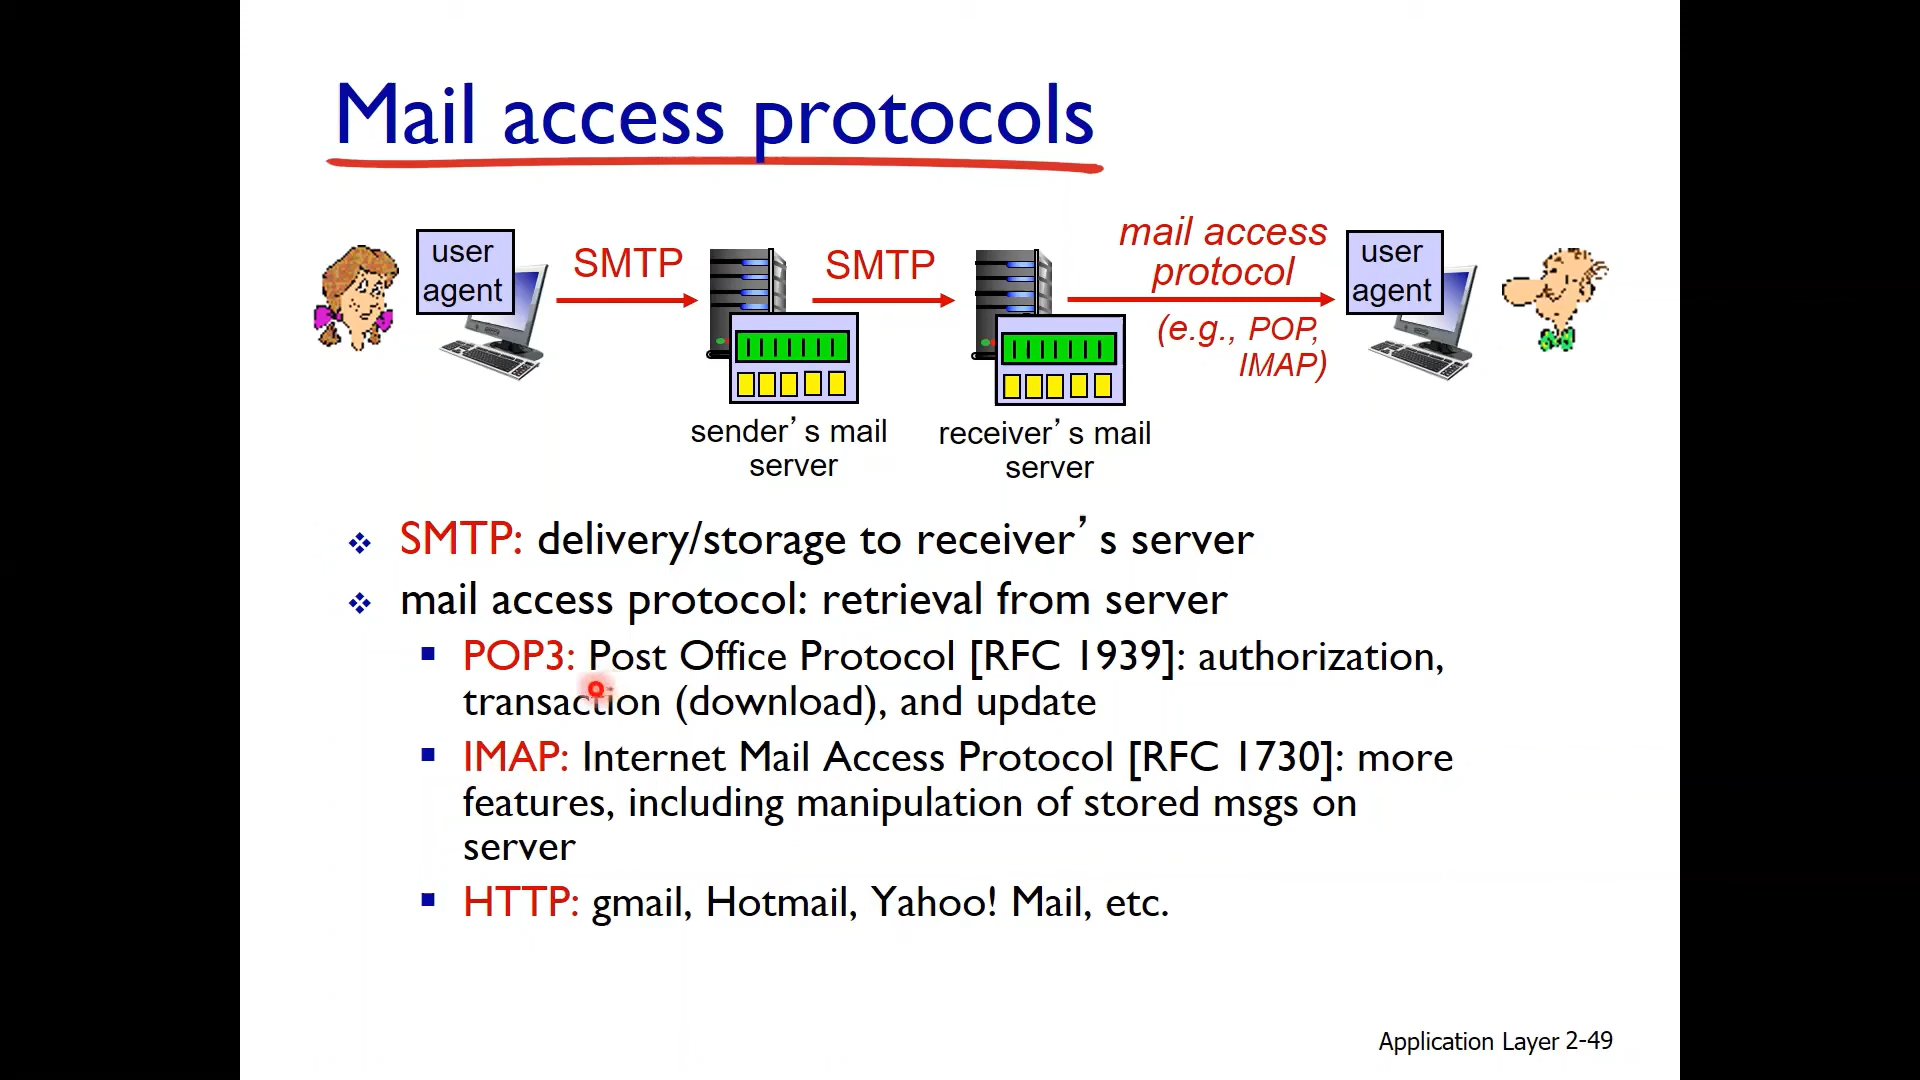 Mail access protocols
user
agent
SMTP
SMTP
mail access
protocol
(e.g., POP,
IMAP)
user
agent
sender’s mail
server
receiver’s mail
server
SMTP: delivery/storage to receiver’s server
mail access protocol: retrieval from server
POP3: Post Office Protocol [RFC 1939]: authorization,
transaction (download), and update
IMAP: Internet Mail Access Protocol [RFC 1730]: more
features, including manipulation of stored msgs on
server
HTTP: gmail, Hotmail, Yahoo! Mail, etc.
Application Layer 2-49